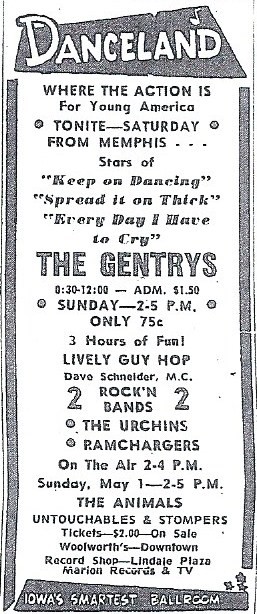 DANCELAND
WHERE THE ACTION IS
For Young America
TONITE—SATURDAY
FROM MEMPHIS - - -
Stars of
"Keep on Dancing"
"Spread it on Thick"
"Every Day I Have
to Cry"
THE GENTRYS
8:30-12:00 — ADM. $1.50
SUNDAY—2-5 P.M.
ONLY 75c
3 Hours of Fun!
LIVELY GUY HOP
Dave Schneider, M.C.
2 ROCK'N 2
BANDS
THE URCHINS
RAMCHARGERS
On The Air 2-4 P.M.
Sunday, May 1—2-5 P.M.
THE ANIMALS
UNTOUCHABLES & STOMPERS
Tickets—$2.00—On Sale
Woolworth's—Downtown
Record Shop—Lindale Plaza
Marion Records & TV
IOWA'S SMARTEST BALLROOM